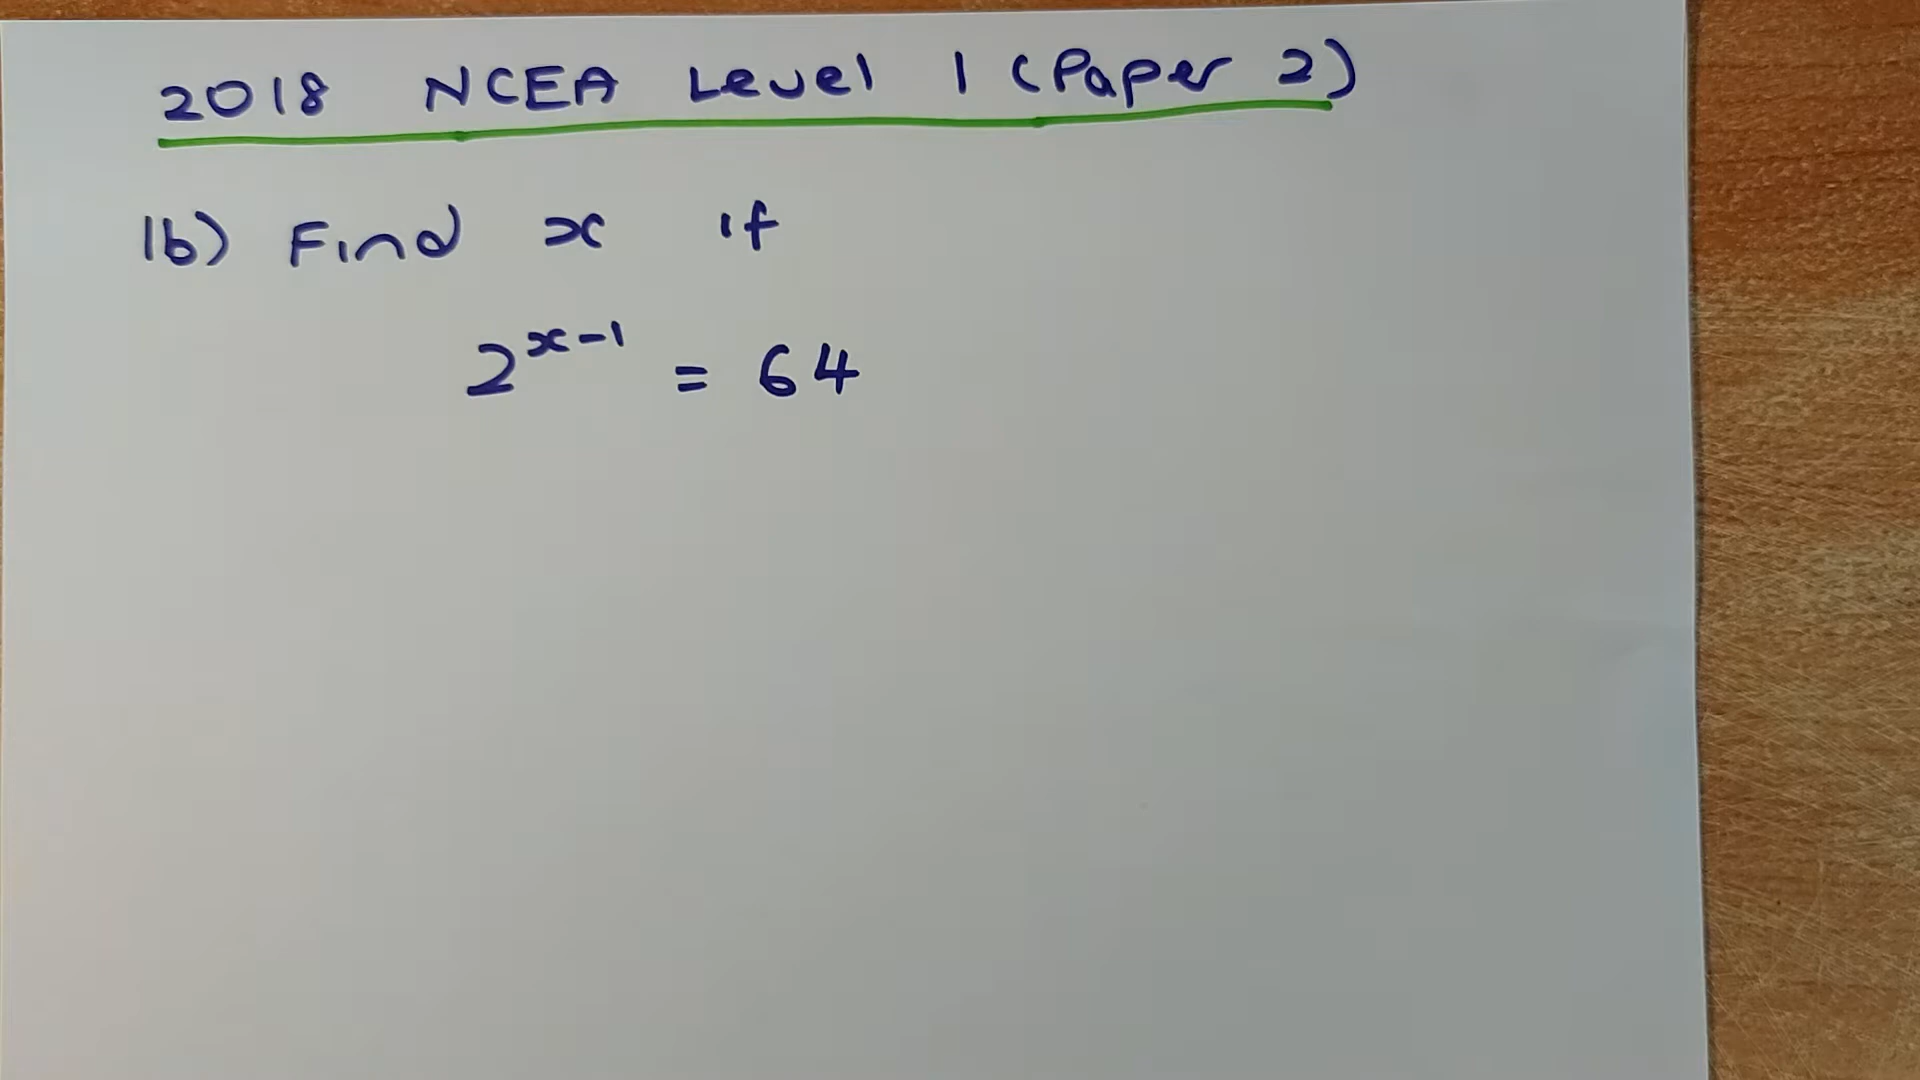 2018 NCEA Level 1 (Paper 2)
1b) Find x if
2^{x-1} = 64